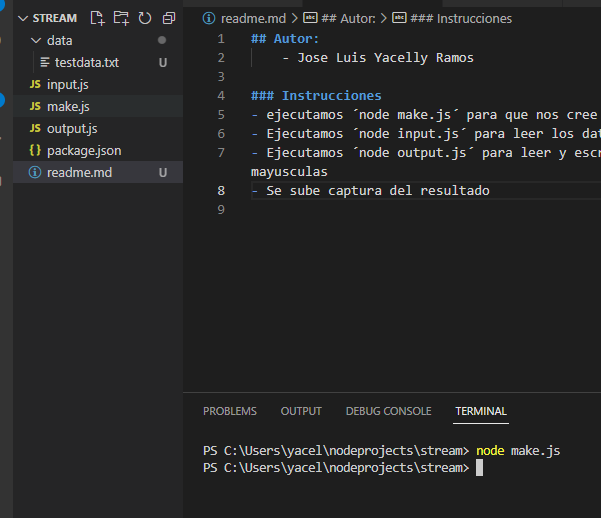 STREAM
data
testdata.txt U
JS input.js
JS make.js
JS output.js
{} package.json
readme.md U
readme.md > ## Autor: > ### Instrucciones
1 ## Autor:
2 - Jose Luis Yacelly Ramos
3
4 ### Instrucciones
5 - ejecutamos ´node make.js´ para que nos cree
6 - Ejecutamos ´node input.js´ para leer los dat
7 - Ejecutamos ´node output.js´ para leer y escr
mayusculas
8 - Se sube captura del resultado
9
PROBLEMS OUTPUT DEBUG CONSOLE TERMINAL
PS C:\Users\yacel\nodeprojects\stream> node make.js
PS C:\Users\yacel\nodeprojects\stream>